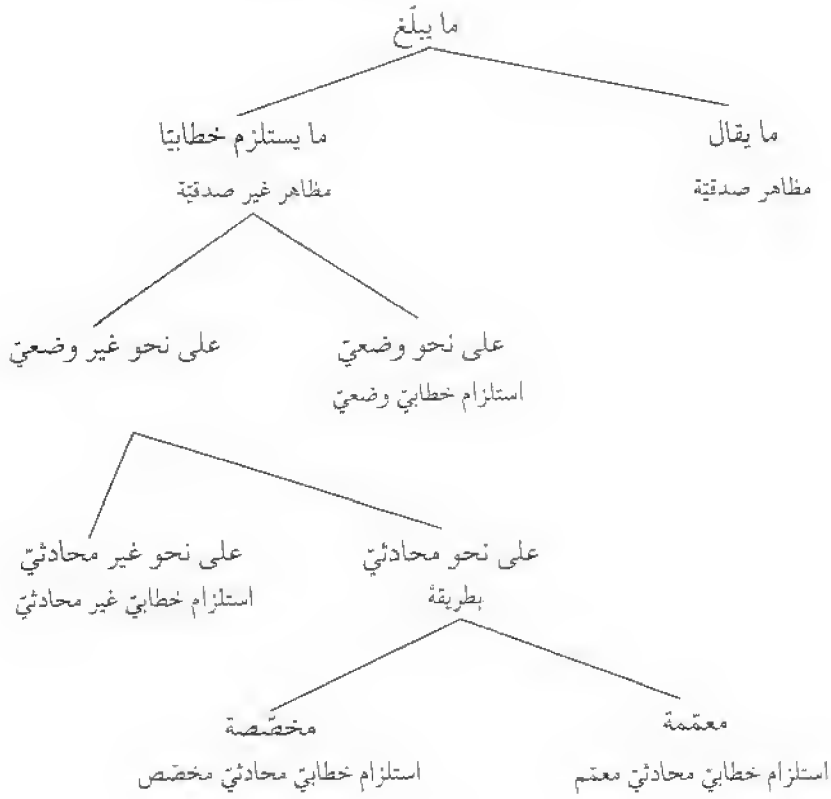 ما يبلّغ
ما يقال
مظاهر صدقيّة
ما يستلزم خطابيّا
مظاهر غير صدقيّة
على نحو وضعيّ
استلزام خطابيّ وضعيّ
على نحو غير وضعيّ
على نحو محادثيّ
بطريقة
على نحو غير محادثيّ
استلزام خطابيّ غير محادثيّ
معمّمة
استلزام خطابيّ محادثيّ معمّم
مخصّصة
استلزام خطابيّ محادثيّ مخصّص